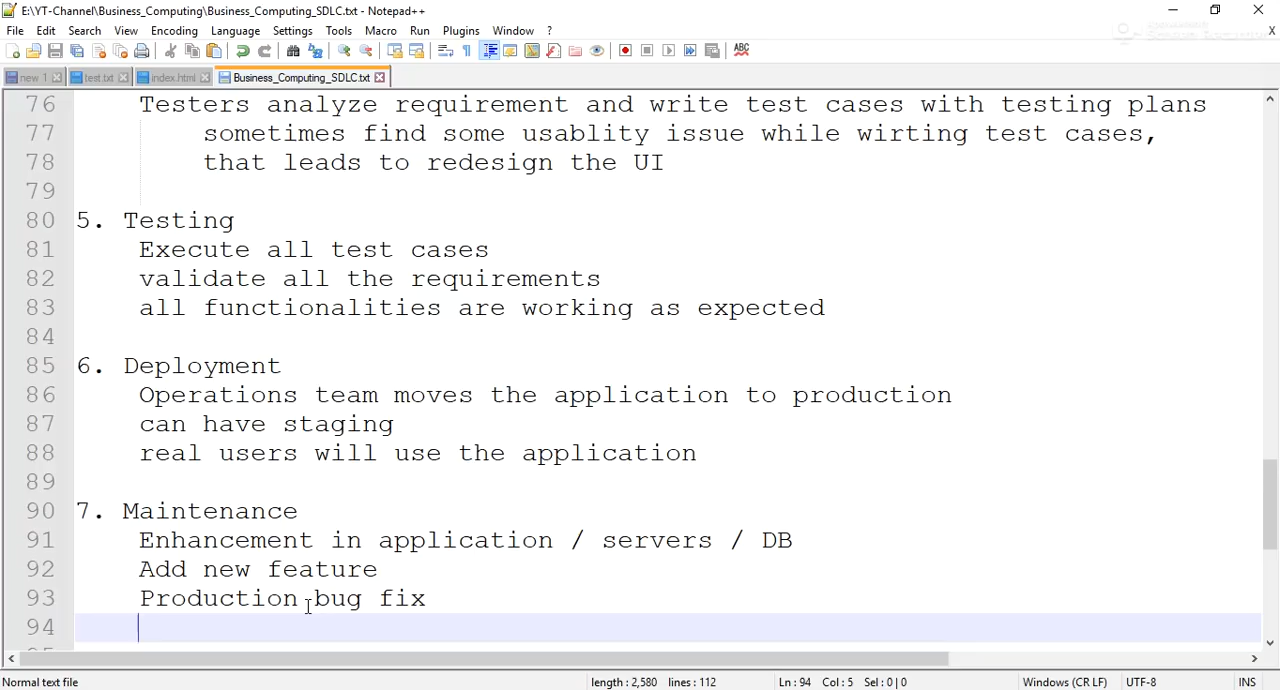 E:\YT-Channel\Business_Computing\Business_Computing_SDLC.txt - Notepad++
File Edit Search View Encoding Language Settings Tools Macro Run Plugins Window ?
X
new 1 test.txt index.html Business_Computing_SDLC.txt
76 Testers analyze requirement and write test cases with testing plans
77 sometimes find some usablity issue while wirting test cases,
78 that leads to redesign the UI
79
80 5. Testing
81 Execute all test cases
82 validate all the requirements
83 all functionalities are working as expected
84
85 6. Deployment
86 Operations team moves the application to production
87 can have staging
88 real users will use the application
89
90 7. Maintenance
91 Enhancement in application / servers / DB
92 Add new feature
93 Production bug fix
94
Normal text file length : 2,580 lines : 112 Ln : 94 Col : 5 Sel : 0 | 0 Windows (CR LF) UTF-8 INS